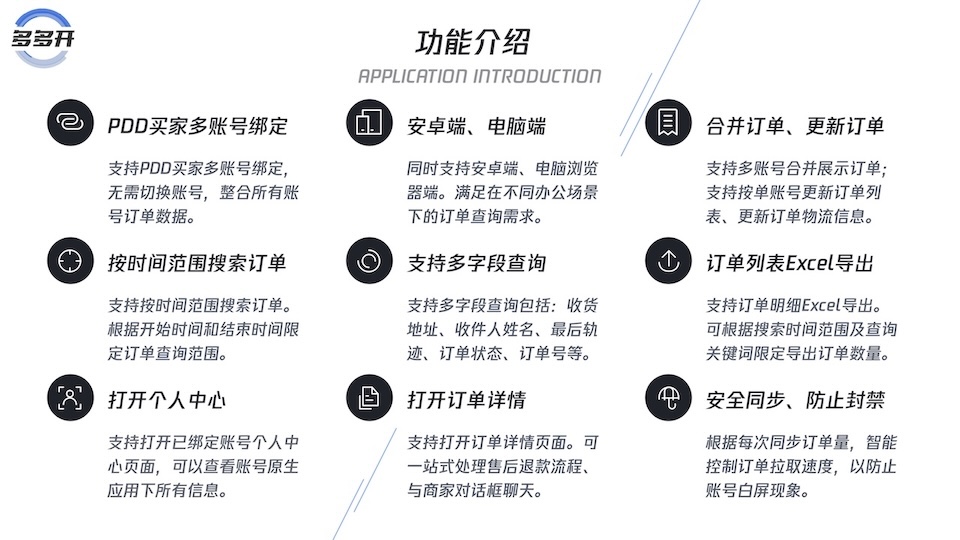 多多开
功能介绍
APPLICATION INTRODUCTION
PDD买家多账号绑定
支持PDD买家多账号绑定，
无需切换账号，整合所有账
号订单数据。
安卓端、电脑端
同时支持安卓端、电脑浏览
器端。满足在不同办公场景
下的订单查询需求。
合并订单、更新订单
支持多账号合并展示订单；
支持按单账号更新订单列
表、更新订单物流信息。
按时间范围搜索订单
支持按时间范围搜索订单。
根据开始时间和结束时间限
定订单查询范围。
支持多字段查询
支持多字段查询包括：收货
地址、收件人姓名、最后轨
迹、订单状态、订单号等。
订单列表Excel导出
支持订单明细Excel导出。
可根据搜索时间范围及查询
关键词限定导出订单数量。
打开个人中心
支持打开已绑定账号个人中
心页面，可以查看账号原生
应用下所有信息。
打开订单详情
支持打开订单详情页面。可
一站式处理售后退款流程、
与商家对话框聊天。
安全同步、防止封禁
根据每次同步订单量，智能
控制订单拉取速度，以防止
账号白屏现象。